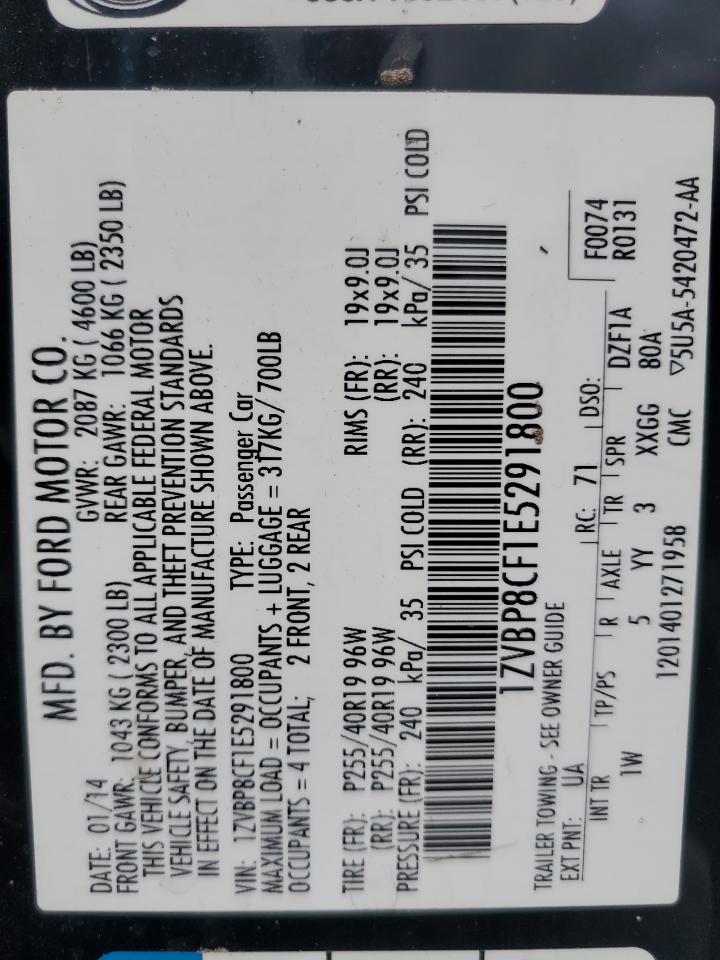 MFD. BY FORD MOTOR CO.
DATE: 01/14 GVWR: 2087 KG ( 4600 LB)
FRONT GAWR: 1043 KG ( 2300 LB) REAR GAWR: 1066 KG ( 2350 LB)
THIS VEHICLE CONFORMS TO ALL APPLICABLE FEDERAL MOTOR
VEHICLE SAFETY, BUMPER, AND THEFT PREVENTION STANDARDS
IN EFFECT ON THE DATE OF MANUFACTURE SHOWN ABOVE.
VIN: 1ZVBP8CF1E5291800 TYPE: Passenger Car
MAXIMUM LOAD = OCCUPANTS + LUGGAGE = 317KG/ 700LB
OCCUPANTS = 4 TOTAL, 2 FRONT, 2 REAR
TIRE (FR): P255/40R19 96W RIMS (FR): 19x9.0J
(RR): P255/40R19 96W (RR): 19x9.0J
PRESSURE (FR): 240 kPa/ 35 PSI COLD (RR): 240 kPa/ 35 PSI COLD
1ZVBP8CF1E5291800
TRAILER TOWING - SEE OWNER GUIDE
EXT PNT: UA RC: 71 DSO: F0074
R0131
INT TR TP/PS R AXLE TR SPR DZF1A
1W 5 YY 3 XXGG 80A
1201401271958 CMC ▽5U5A-5420472-AA